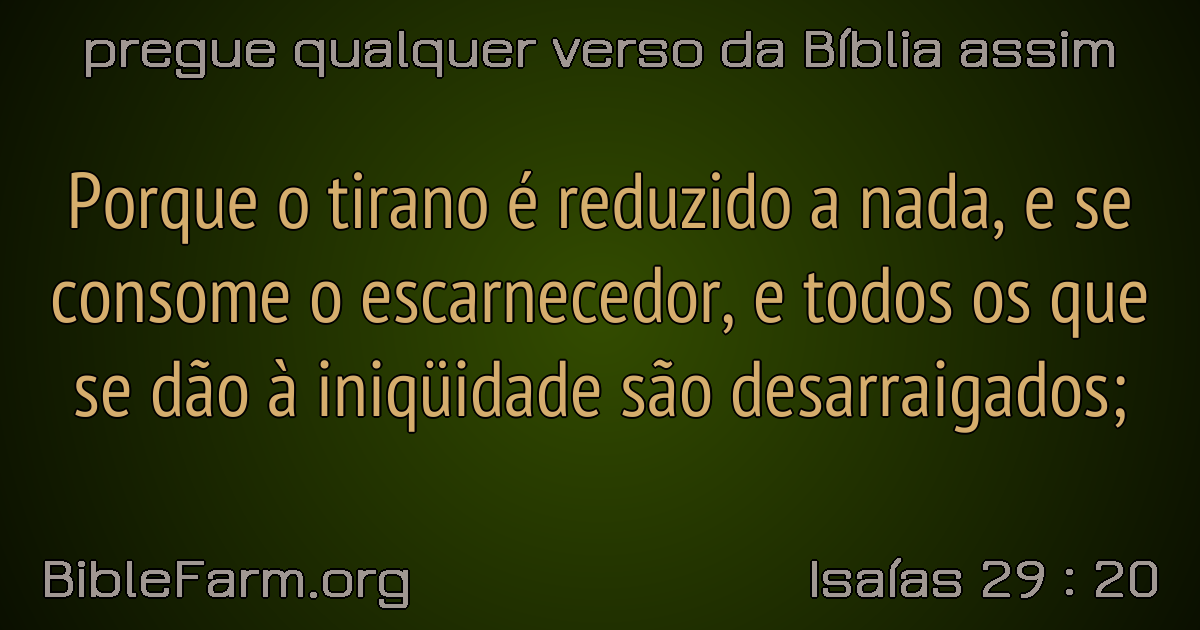 pregue qualquer verso da Bíblia assim
Porque o tirano é reduzido a nada, e se
consome o escarnecedor, e todos os que
se dão à iniqüidade são desarraigados;
BibleFarm.org
Isaías 29 : 20